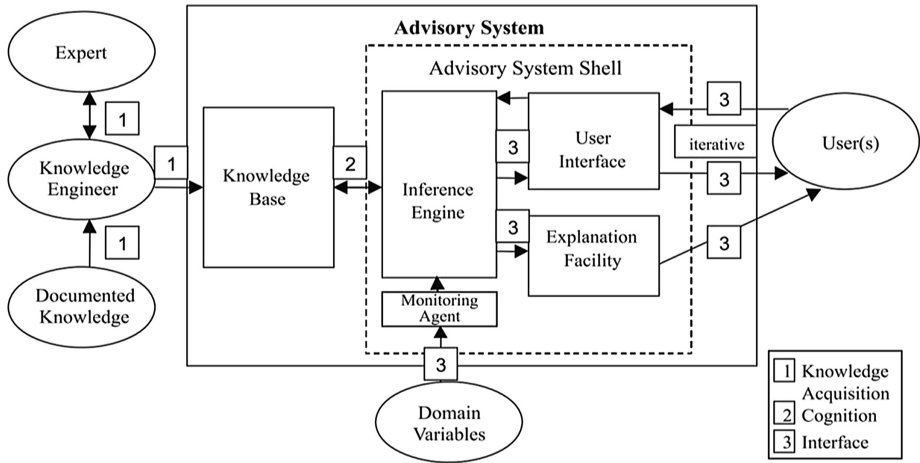 Advisory System
Advisory System Shell
Expert
1
Knowledge
Engineer
1
1
Documented
Knowledge
Knowledge
Base
2
Inference
Engine
3
3
User
Interface
Explanation
Facility
Monitoring
Agent
3
Domain
Variables
3
iterative
3
3
User(s)
1 Knowledge
Acquisition
2 Cognition
3 Interface